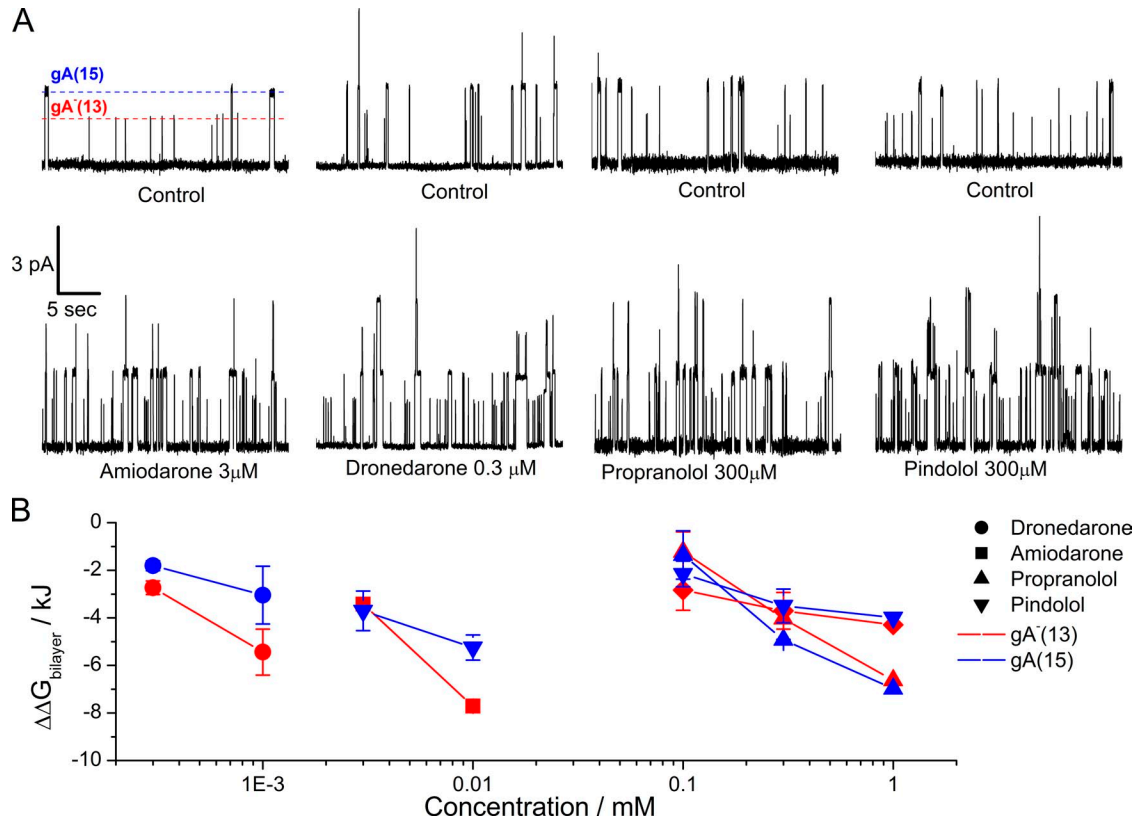 A
gA(15)
gA⁻(13)
Control
Control
Control
Control
3 pA
5 sec
Amiodarone 3μM
Dronedarone 0.3 μM
Propranolol 300μM
Pindolol 300μM
B
ΔΔG bilayer / kJ
0
-2
-4
-6
-8
-10
1E-3
0.01
0.1
1
Concentration / mM
Dronedarone
Amiodarone
Propranolol
Pindolol
gA⁻(13)
gA(15)